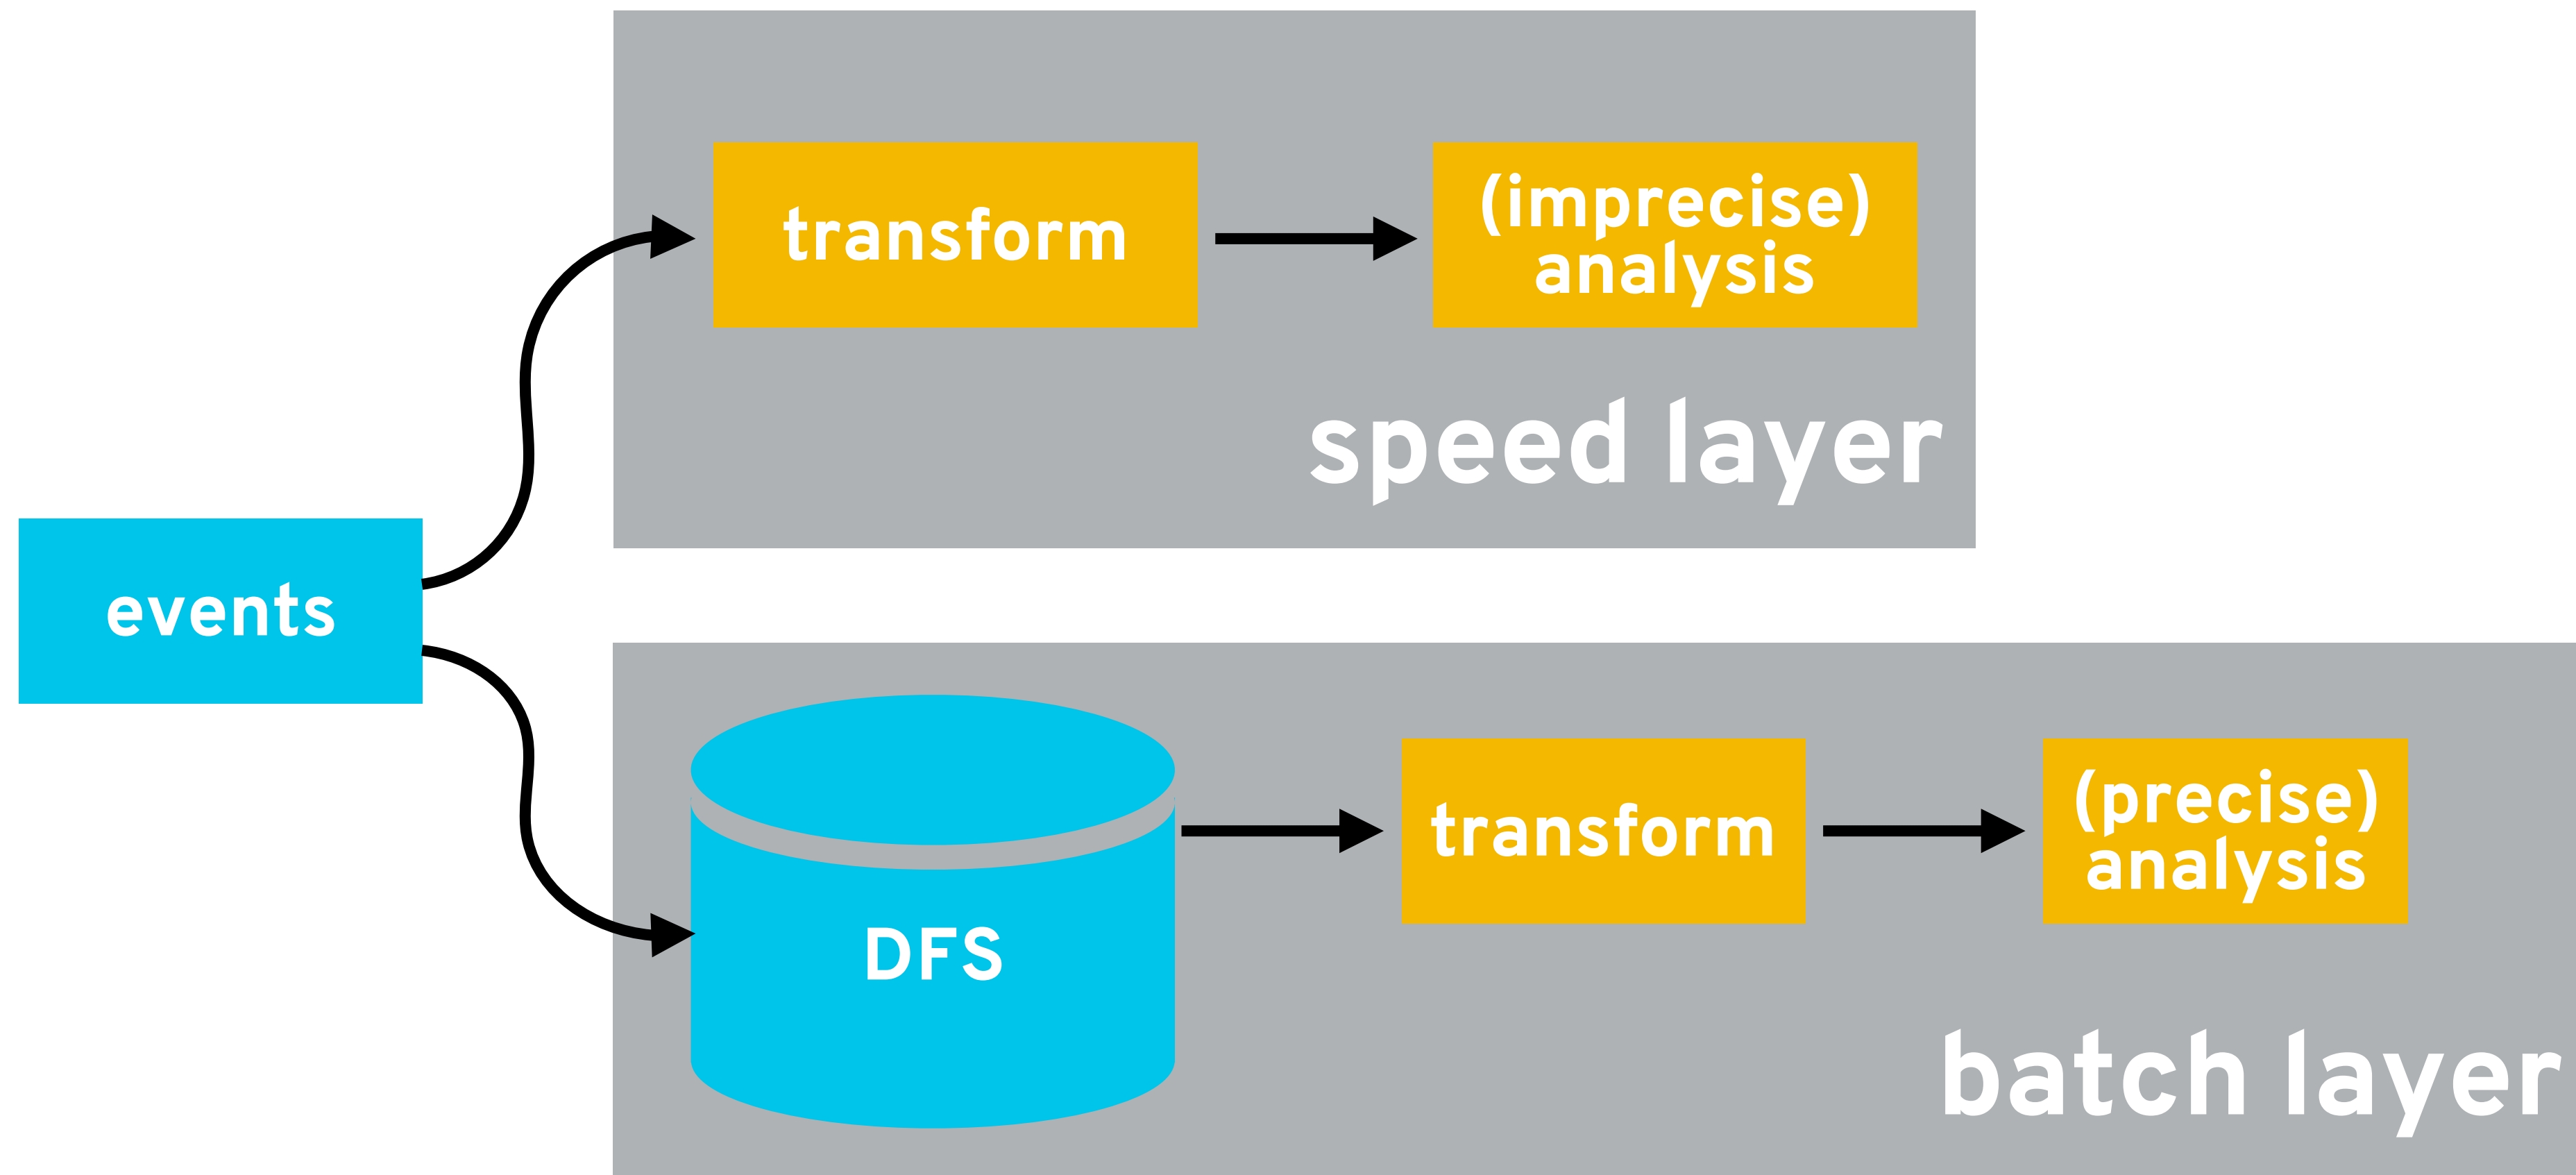 transform
(imprecise)
analysis
speed layer
events
DFS
transform
(precise)
analysis
batch layer